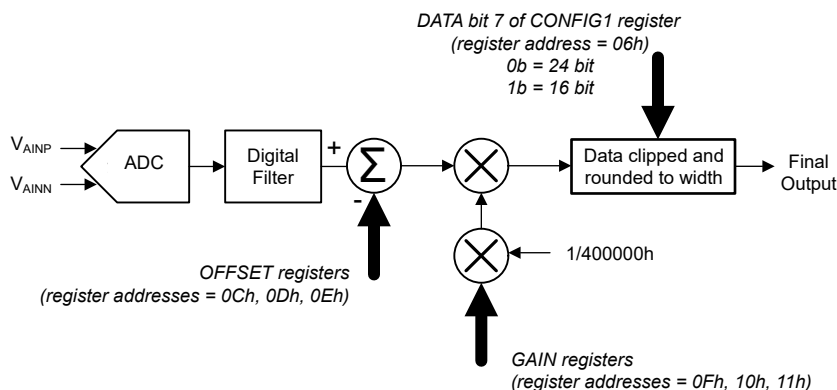 DATA bit 7 of CONFIG1 register
(register address = 06h)
0b = 24 bit
1b = 16 bit
VAINP
VAINN
ADC
Digital
Filter
+
-
Σ
Data clipped and
rounded to width
Final
Output
1/400000h
OFFSET registers
(register addresses = 0Ch, 0Dh, 0Eh)
GAIN registers
(register addresses = 0Fh, 10h, 11h)